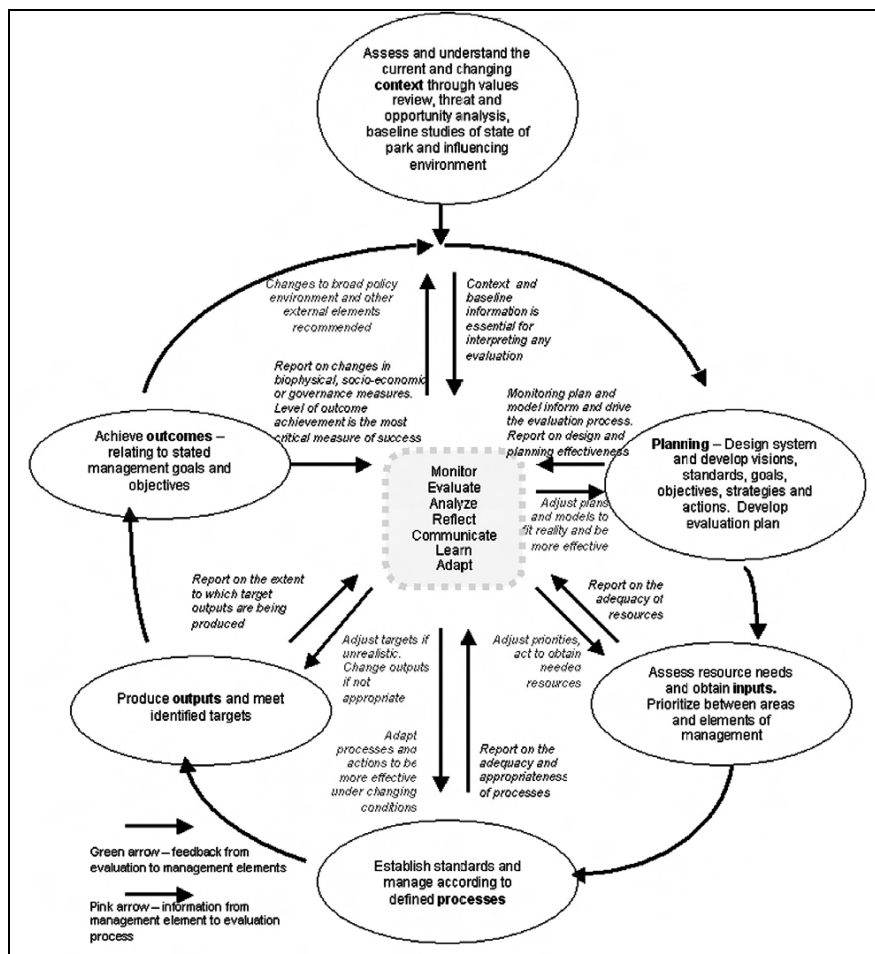 Assess and understand the
current and changing
context through values
review, threat and
opportunity analysis,
baseline studies of state of
park and influencing
environment
Changes to broad policy
environment and other
external elements
recommended
Context and
baseline
information is
essential for
interpreting any
evaluation
Report on changes in
biophysical, socio-economic
or governance measures.
Level of outcome
achievement is the most
critical measure of success
Monitoring plan and
model inform and drive
the evaluation process.
Report on design and
planning effectiveness
Achieve outcomes –
relating to stated
management goals and
objectives
Planning – Design system
and develop visions,
standards, goals,
objectives, strategies and
actions. Develop
evaluation plan
Monitor
Evaluate
Analyze
Reflect
Communicate
Learn
Adapt
Adjust plans
and models to
fit reality and be
more effective
Report on the extent
to which target
outputs are being
produced
Report on the
adequacy of
resources
Adjust targets if
unrealistic.
Change outputs
if not
appropriate
Adjust priorities,
act to obtain
needed
resources
Produce outputs and meet
identified targets
Assess resource needs
and obtain inputs.
Prioritize between areas
and elements of
management
Adapt
processes and
actions to be
more effective
under changing
conditions
Report on the
adequacy and
appropriateness
of processes
Green arrow – feedback from
evaluation to management elements
Pink arrow – information from
management element to evaluation
process
Establish standards and
manage according to
defined processes